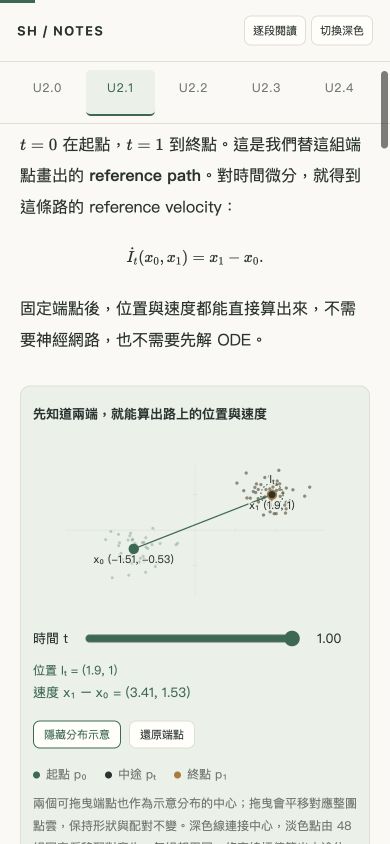 SH / NOTES
逐段閱讀
切換深色
U2.0
U2.1
U2.2
U2.3
U2.4
t = 0 在起點，t = 1 到終點。這是我們替這組端
點畫出的 reference path。對時間微分，就得到
這條路的 reference velocity：
İₜ(x₀, x₁) = x₁ − x₀.
固定端點後，位置與速度都能直接算出來，不需
要神經網路，也不需要先解 ODE。
先知道兩端，就能算出路上的位置與速度
Iₜ
x₁ (1.9, 1)
x₀ (−1.51, −0.53)
時間 t
1.00
位置 Iₜ = (1.9, 1)
速度 x₁ − x₀ = (3.41, 1.53)
隱藏分布示意
還原端點
起點 p₀
中途 pₜ
終點 p₁
兩個可拖曳端點也作為示意分布的中心；拖曳會平移對應整團
點雲，保持形狀與配對不變。深色線連接中心，淡色點由 48